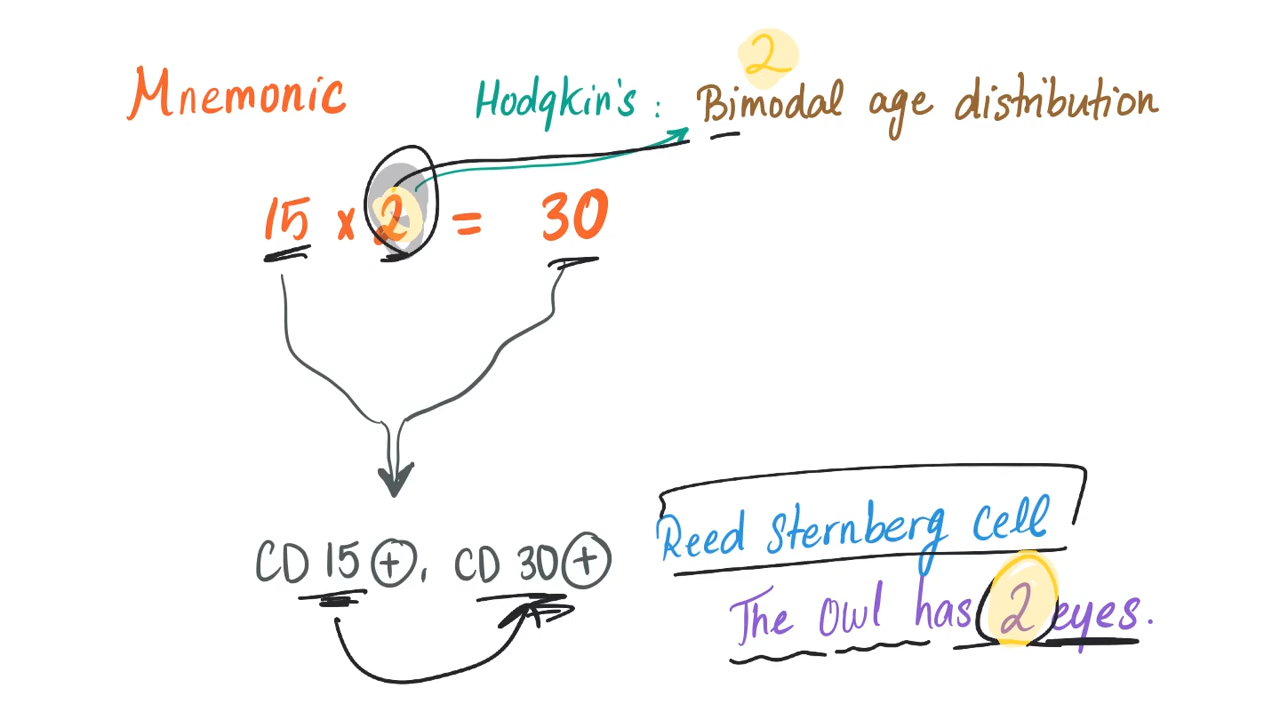 2
Mnemonic Hodgkin's: Bimodal age distribution
15 x 2 = 30
Reed Sternberg Cell
CD 15 +, CD 30 +
The Owl has 2 eyes.